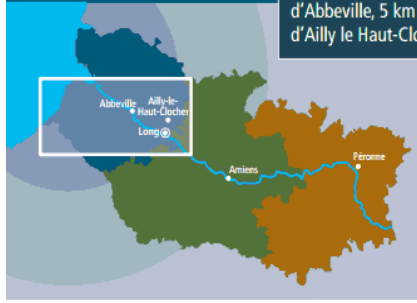 d'Abbeville, 5 km
d'Ailly le Haut-Clo
Abbeville
Ailly-le-
Haut-Clocher
Long
Amiens
Péronne